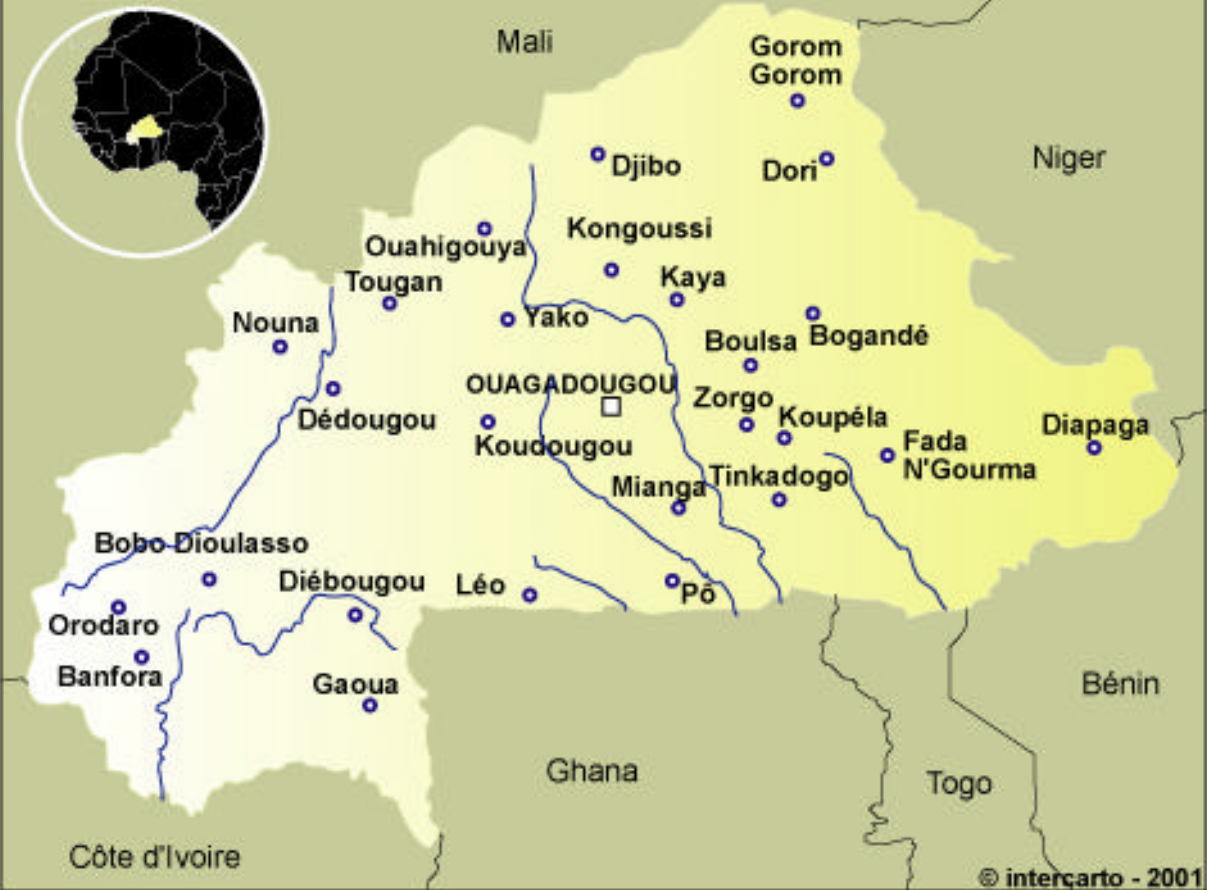 Mali
Gorom
Gorom
Niger
Djibo
Dori
Ouahigouya
Kongoussi
Tougan
Kaya
Nouna
Yako
Boulsa
Bogandé
OUAGADOUGOU
Zorgo
Koupéla
Dédougou
Koudougou
Fada
N'Gourma
Diapaga
Mianga
Tinkadogo
Bobo-Dioulasso
Diébougou
Léo
Pô
Orodaro
Banfora
Gaoua
Bénin
Ghana
Togo
Côte d'Ivoire
© intercarto - 2001